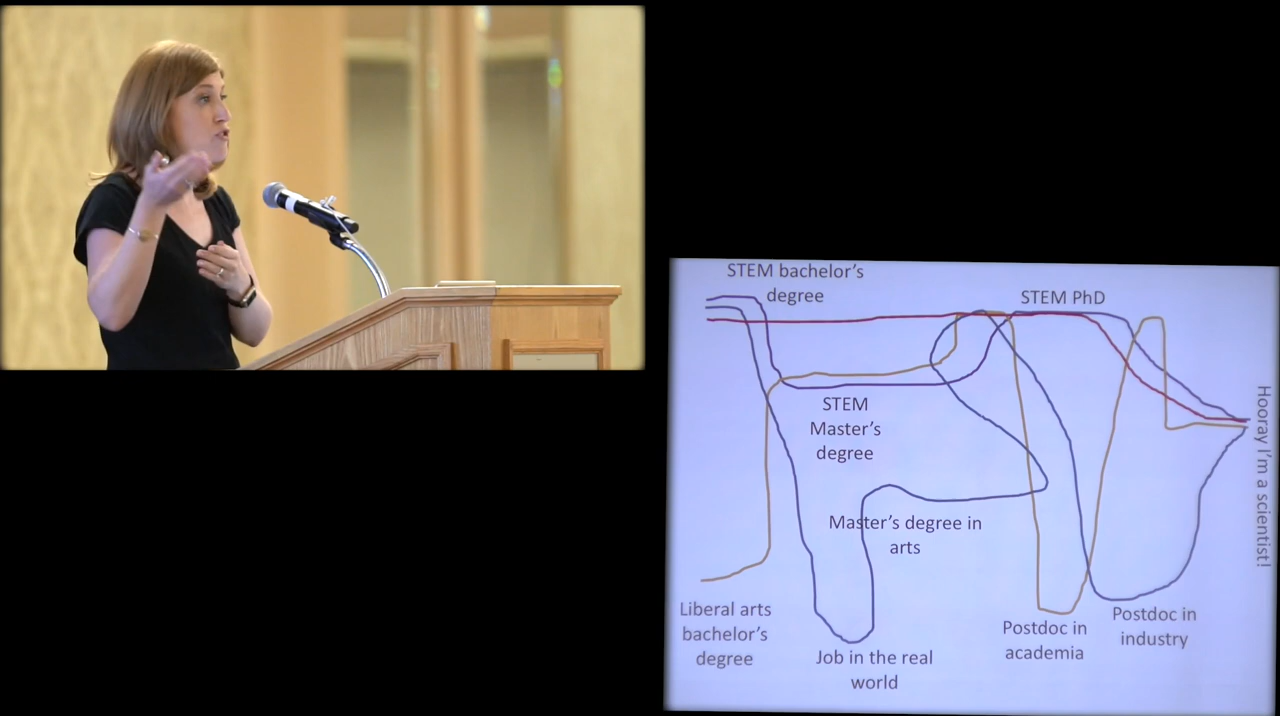 STEM bachelor's
degree
STEM PhD
STEM
Master's
degree
Master's degree in
arts
Liberal arts
bachelor's
degree
Job in the real
world
Postdoc in
academia
Postdoc in
industry
Hooray I'm a scientist!